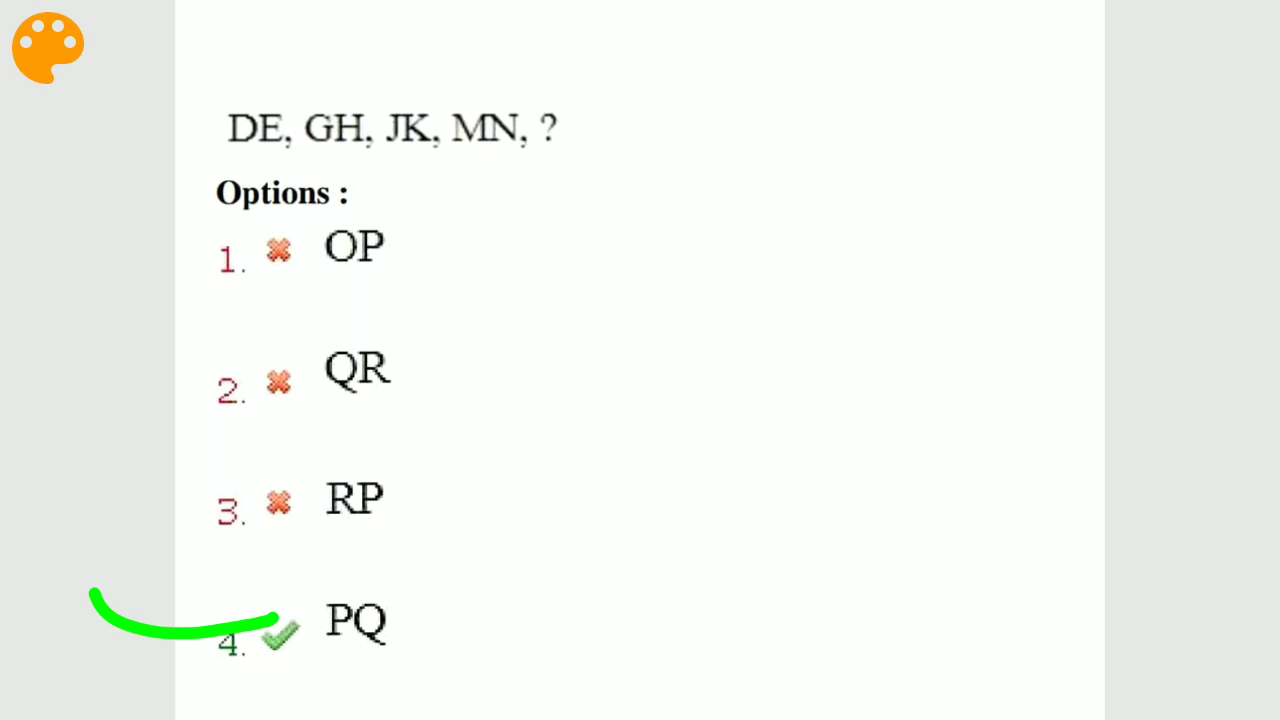 DE, GH, JK, MN, ?
Options :
1. OP
2. QR
3. RP
4. PQ